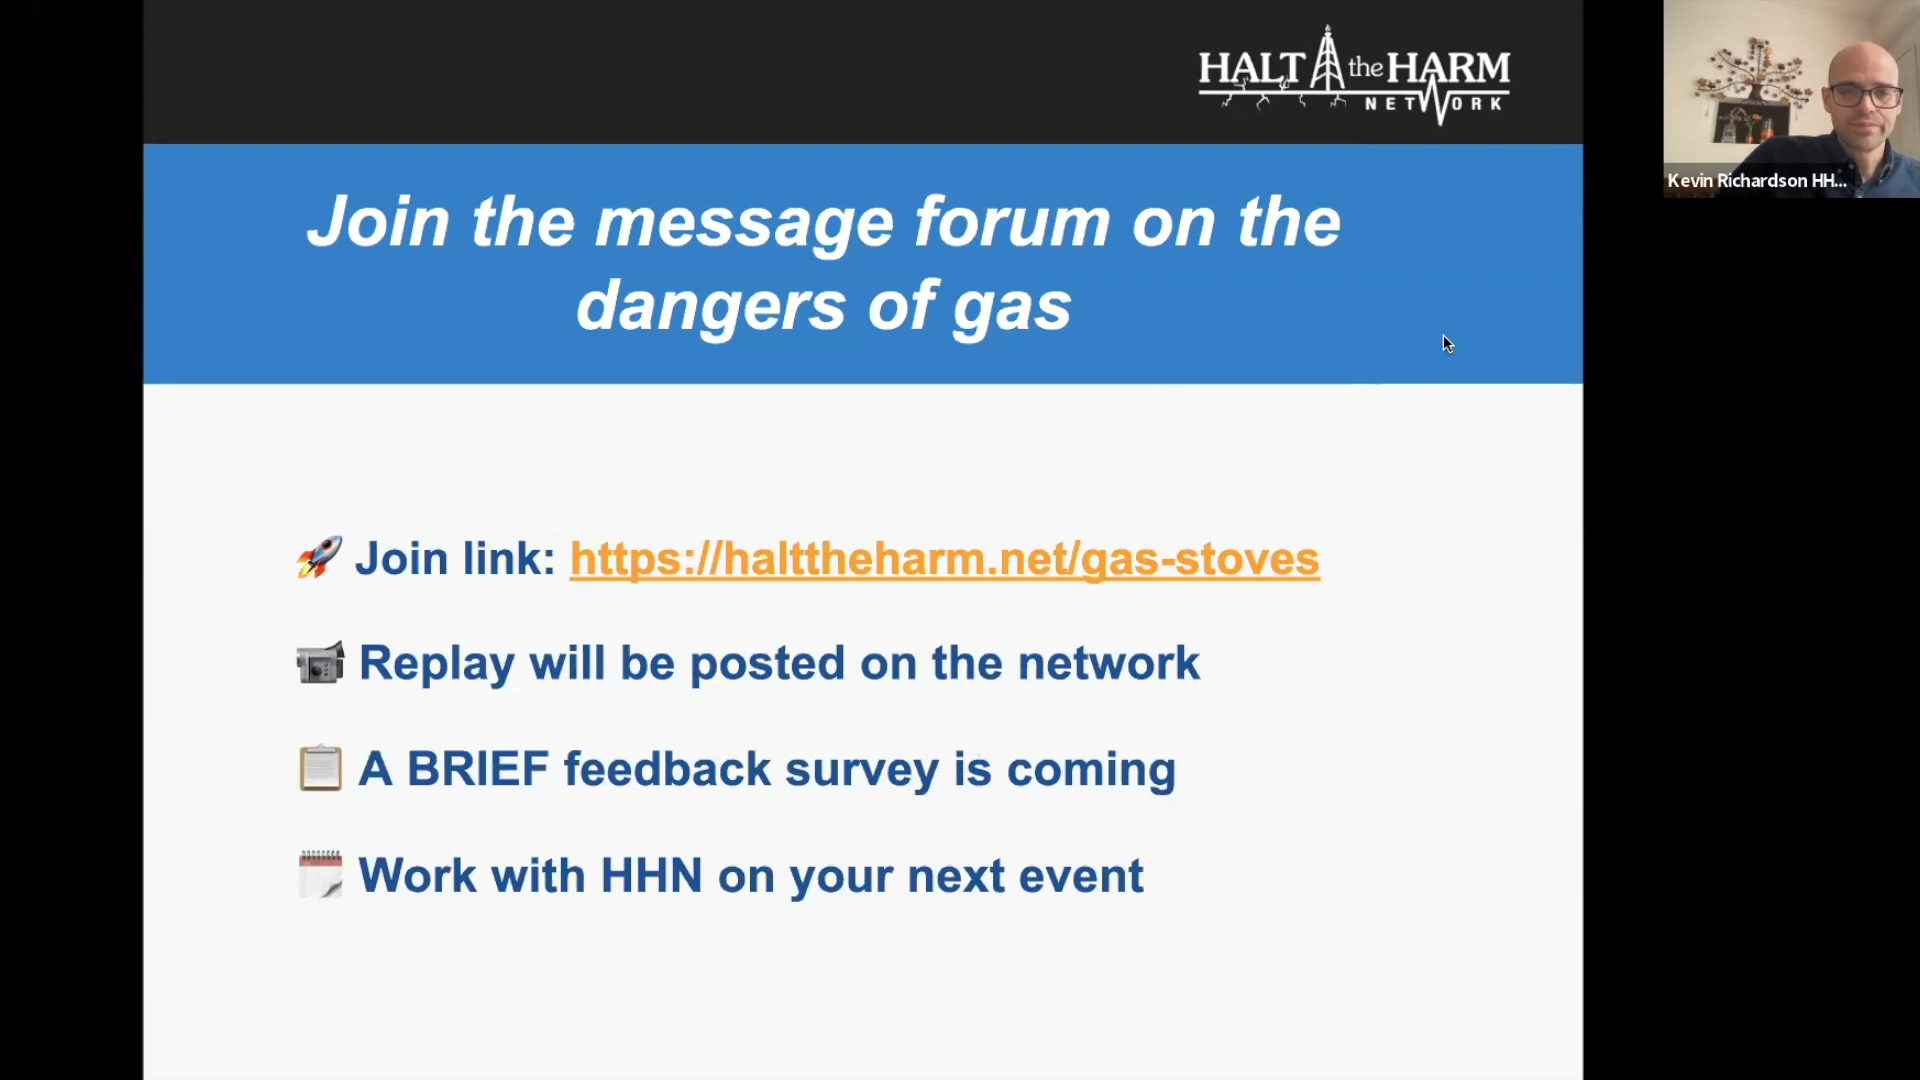 HALT the HARM
NETWORK
Kevin Richardson HH...
Join the message forum on the
dangers of gas
Join link: https://halttheharm.net/gas-stoves
Replay will be posted on the network
A BRIEF feedback survey is coming
Work with HHN on your next event